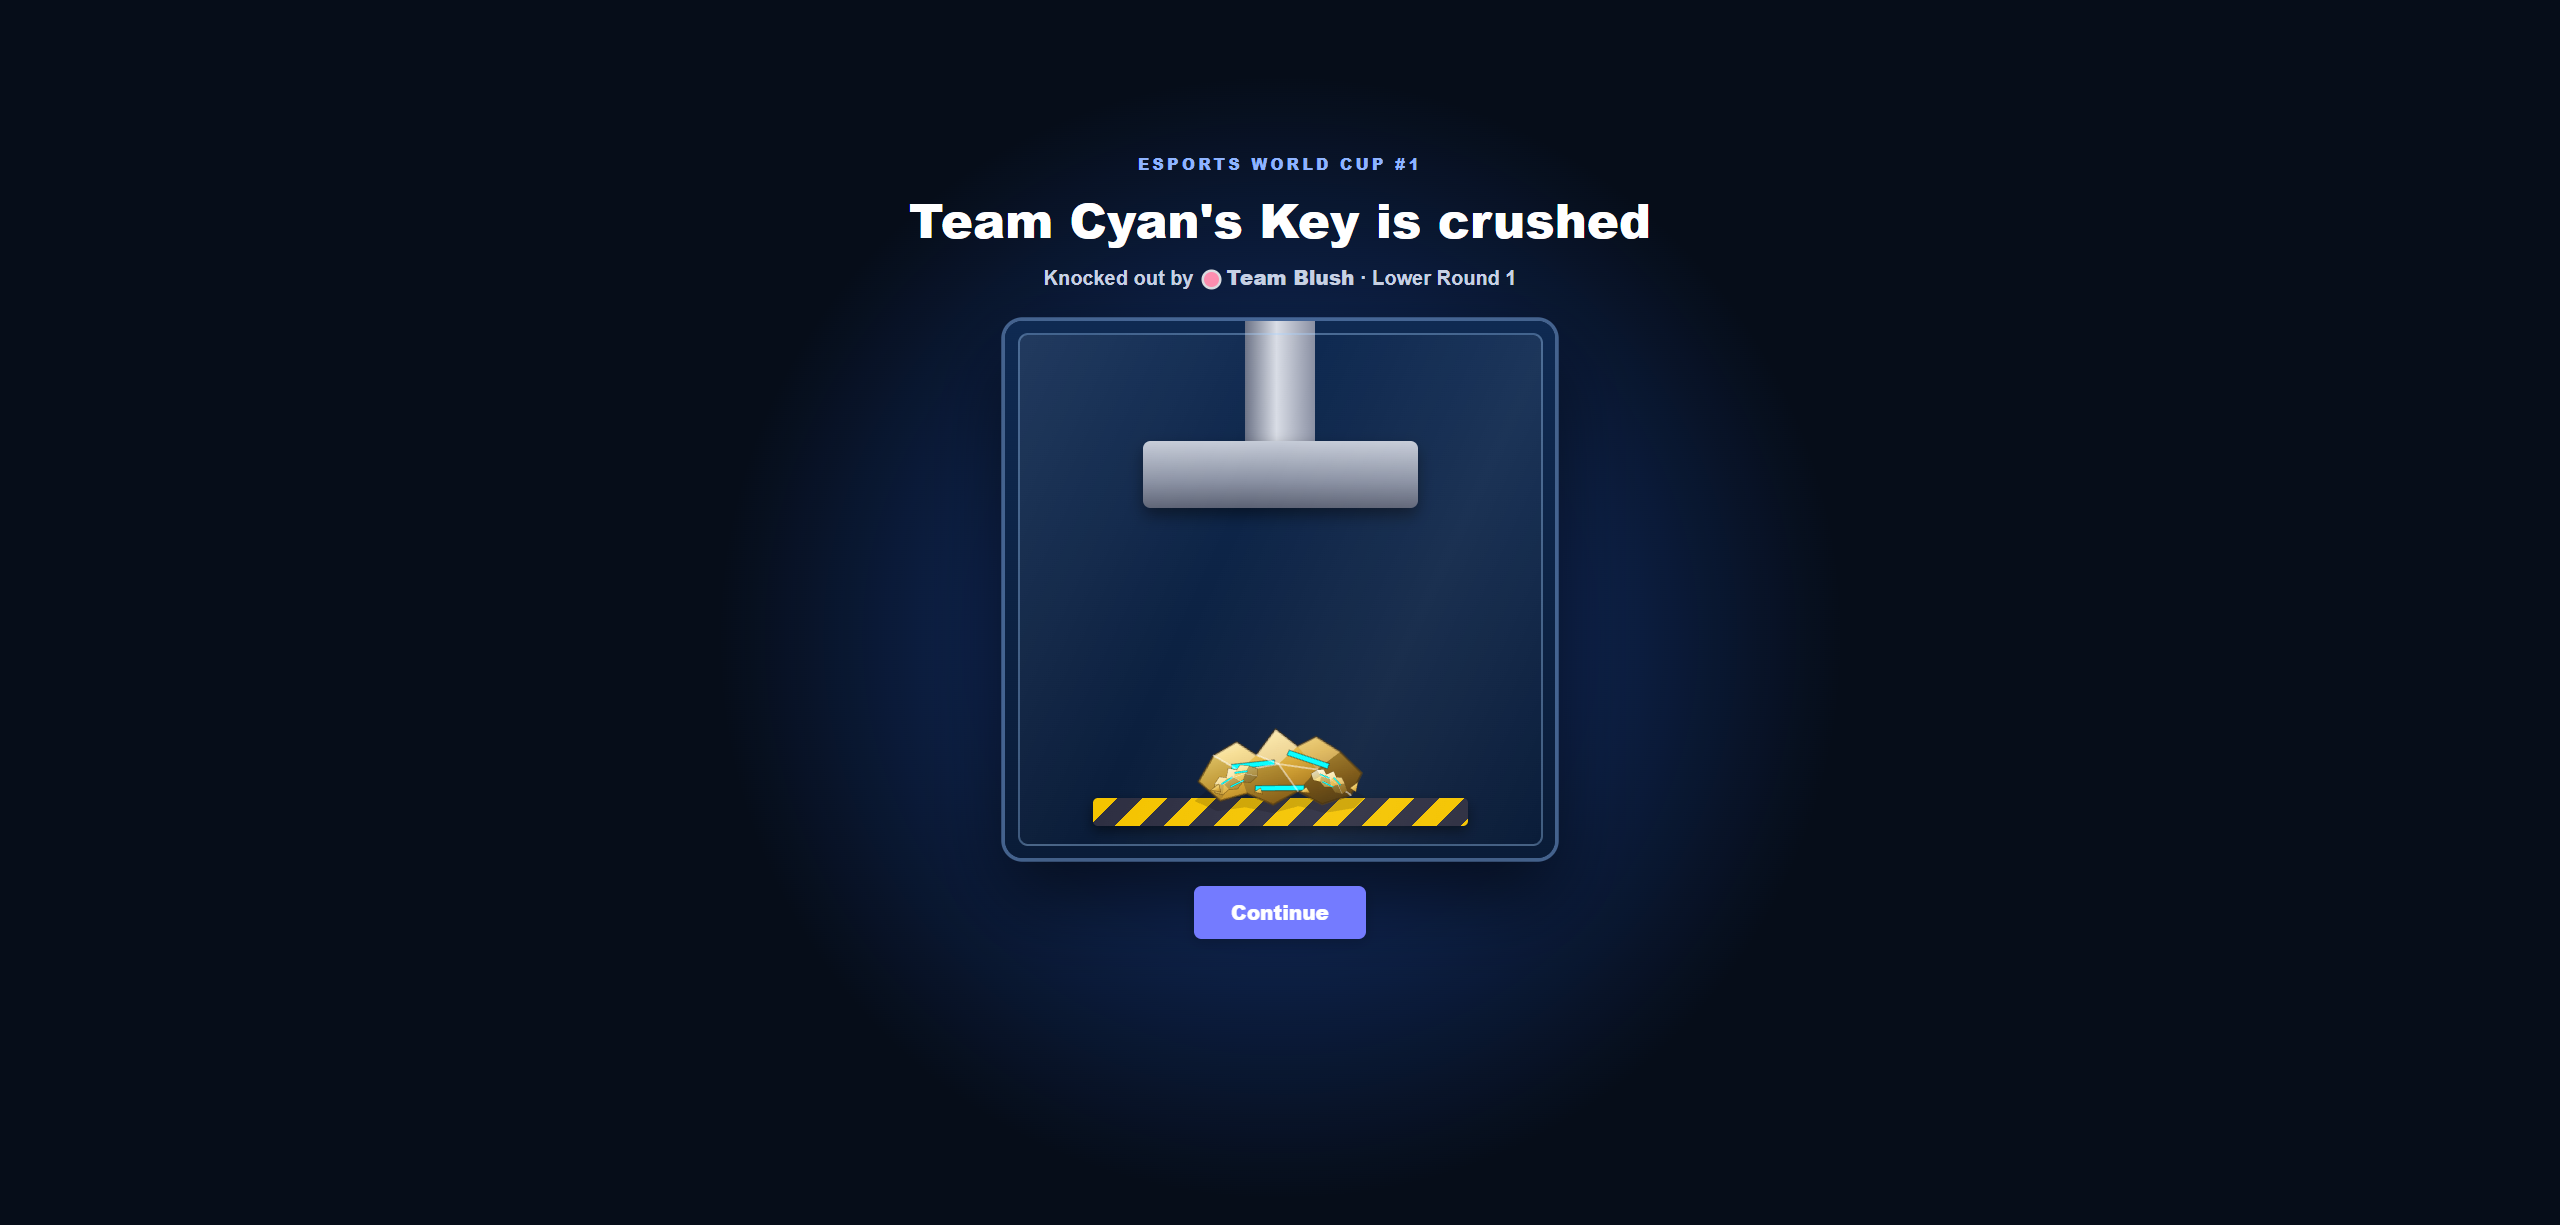 ESPORTS WORLD CUP #1
Team Cyan's Key is crushed
Knocked out by Team Blush · Lower Round 1
Continue